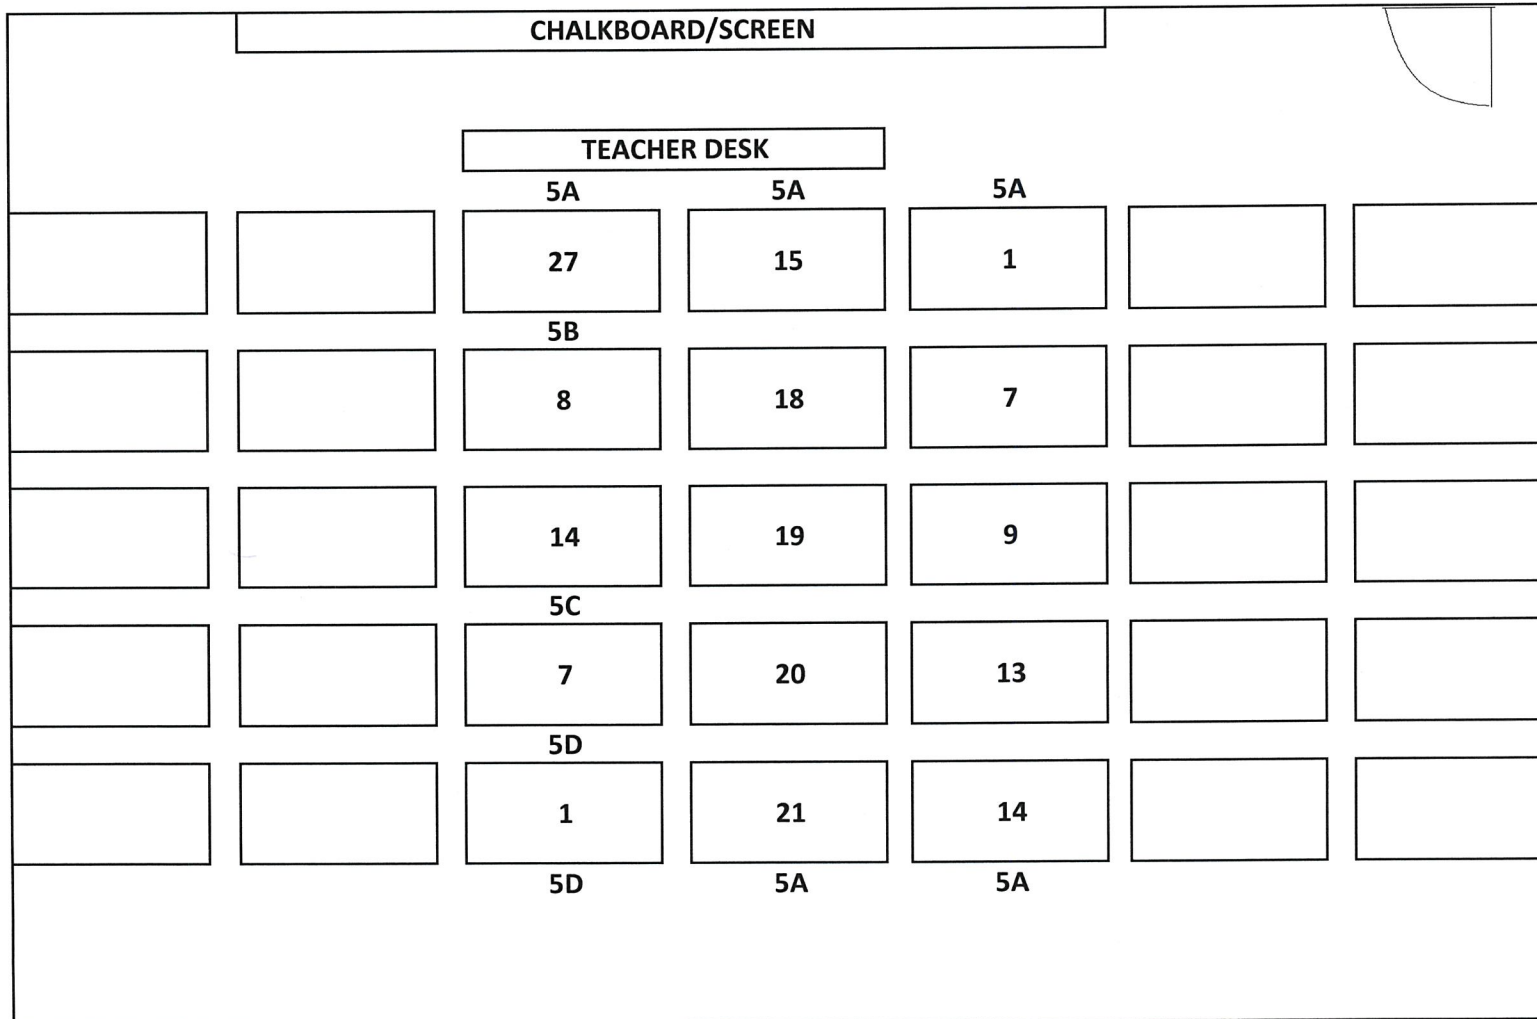 CHALKBOARD/SCREEN
TEACHER DESK
5A 5A 5A
27 15 1
5B
8 18 7
14 19 9
5C
7 20 13
5D
1 21 14
5D 5A 5A